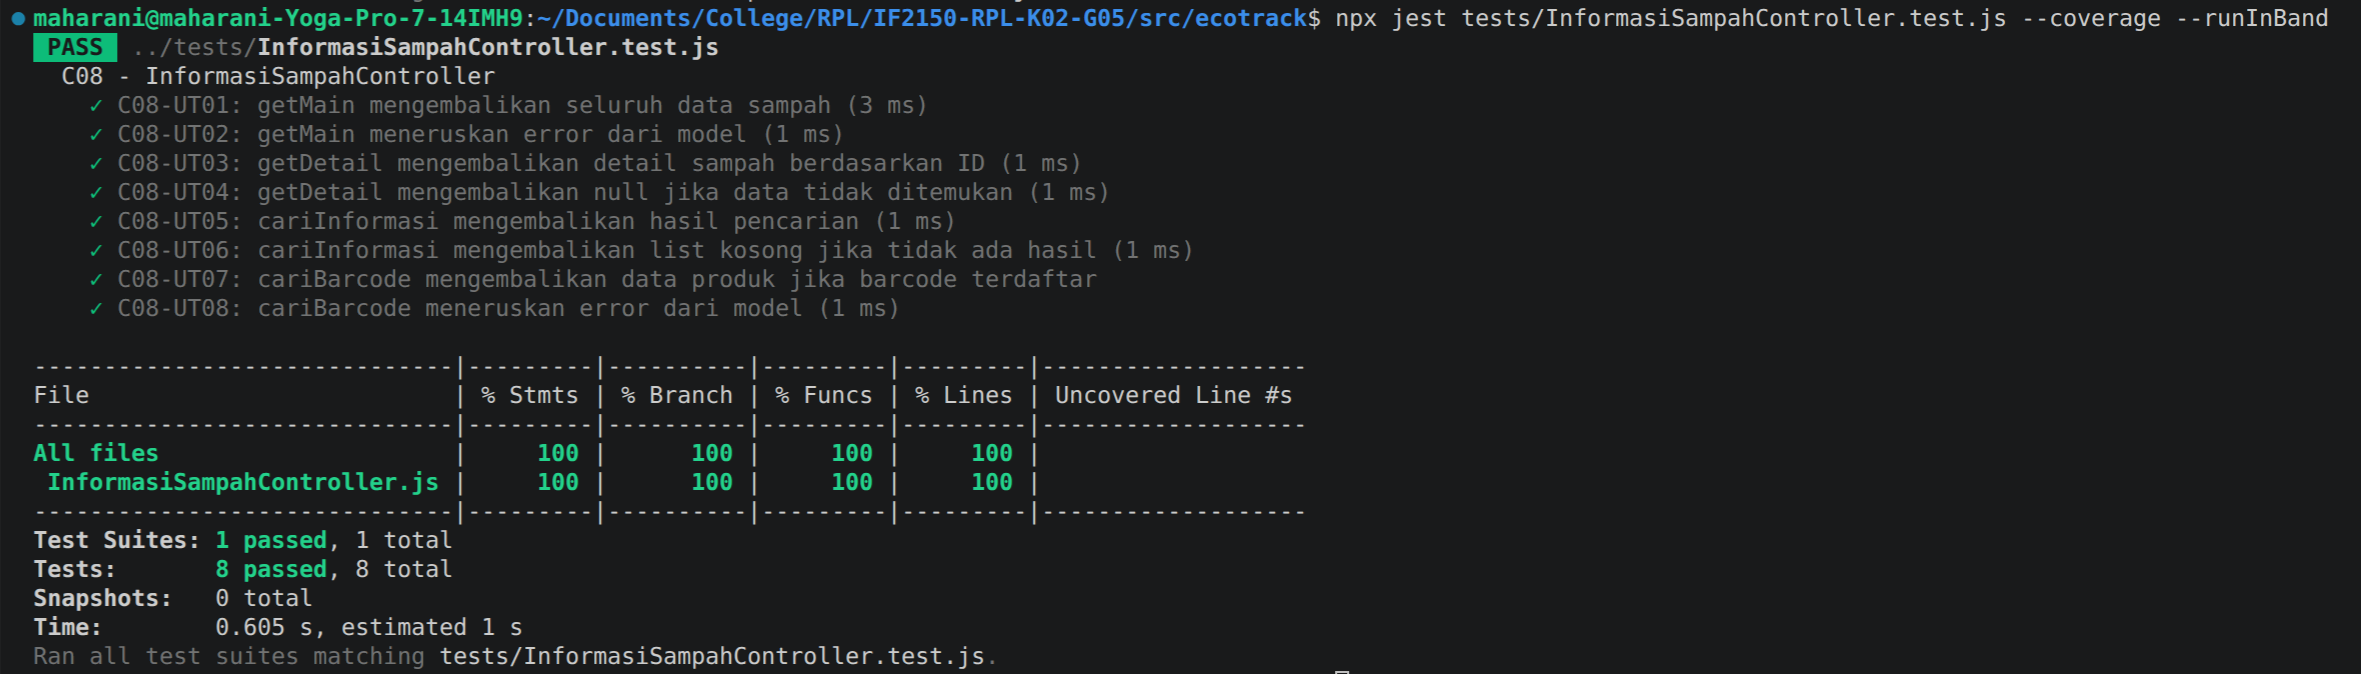 maharani@maharani-Yoga-Pro-7-14IMH9:~/Documents/College/RPL/IF2150-RPL-K02-G05/src/ecotrack$ npx jest tests/InformasiSampahController.test.js --coverage --runInBand
PASS ../tests/InformasiSampahController.test.js
C08 - InformasiSampahController
✓ C08-UT01: getMain mengembalikan seluruh data sampah (3 ms)
✓ C08-UT02: getMain meneruskan error dari model (1 ms)
✓ C08-UT03: getDetail mengembalikan detail sampah berdasarkan ID (1 ms)
✓ C08-UT04: getDetail mengembalikan null jika data tidak ditemukan (1 ms)
✓ C08-UT05: cariInformasi mengembalikan hasil pencarian (1 ms)
✓ C08-UT06: cariInformasi mengembalikan list kosong jika tidak ada hasil (1 ms)
✓ C08-UT07: cariBarcode mengembalikan data produk jika barcode terdaftar
✓ C08-UT08: cariBarcode meneruskan error dari model (1 ms)
------------------------------|---------|----------|---------|---------|-------------------
File                          | % Stmts | % Branch | % Funcs | % Lines | Uncovered Line #s
------------------------------|---------|----------|---------|---------|-------------------
All files                     |     100 |      100 |     100 |     100 |
 InformasiSampahController.js |     100 |      100 |     100 |     100 |
------------------------------|---------|----------|---------|---------|-------------------
Test Suites: 1 passed, 1 total
Tests:       8 passed, 8 total
Snapshots:   0 total
Time:        0.605 s, estimated 1 s
Ran all test suites matching tests/InformasiSampahController.test.js.